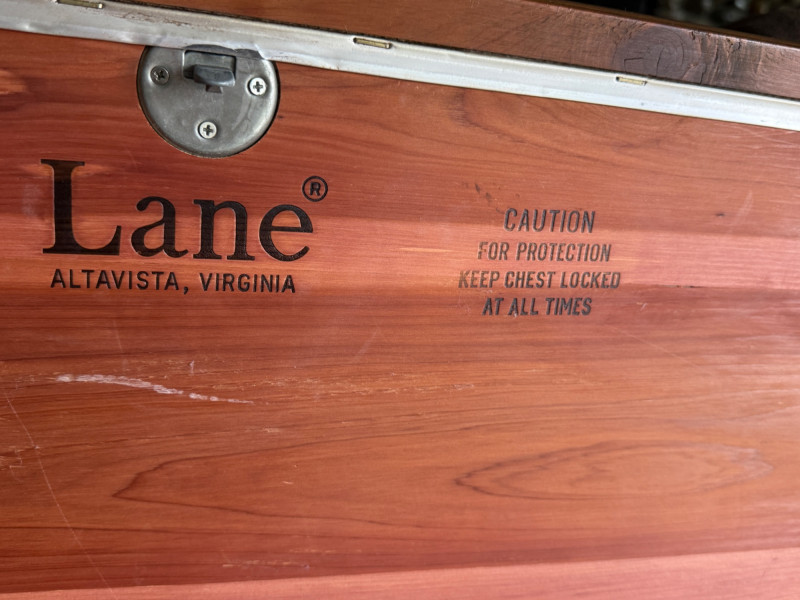 Lane®
ALTAVISTA, VIRGINIA
CAUTION
FOR PROTECTION
KEEP CHEST LOCKED
AT ALL TIMES